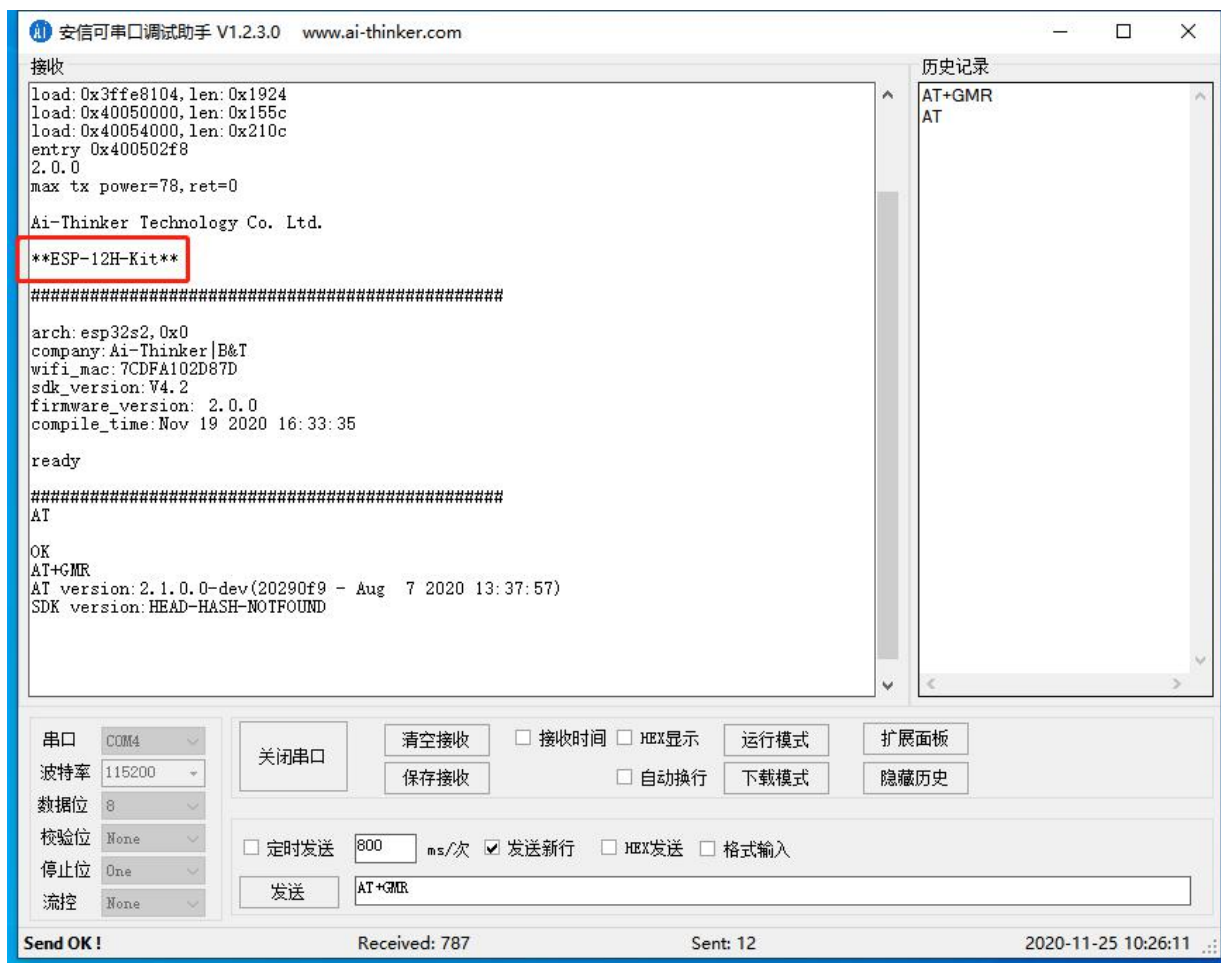 安信可串口调试助手 V1.2.3.0 www.ai-thinker.com
接收
load:0x3ffe8104,len:0x1924
load:0x40050000,len:0x155c
load:0x40054000,len:0x210c
entry 0x400502f8
2.0.0
max tx power=78,ret=0
Ai-Thinker Technology Co. Ltd.
**ESP-12H-Kit**
################################################
arch:esp32s2,0x0
company:Ai-Thinker|B&T
wifi_mac:7CDFA102D87D
sdk_version:V4.2
firmware_version: 2.0.0
compile_time:Nov 19 2020 16:33:35
ready
################################################
AT
OK
AT+GMR
AT version:2.1.0.0-dev(20290f9 - Aug  7 2020 13:37:57)
SDK version:HEAD-HASH-NOTFOUND
历史记录
AT+GMR
AT
串口 COM4
波特率 115200
数据位 8
校验位 None
停止位 One
流控 None
关闭串口
清空接收 接收时间 HEX显示 运行模式 扩展面板
保存接收 自动换行 下载模式 隐藏历史
定时发送 800 ms/次 发送新行 HEX发送 格式输入
发送 AT+GMR
Send OK! Received: 787 Sent: 12 2020-11-25 10:26:11